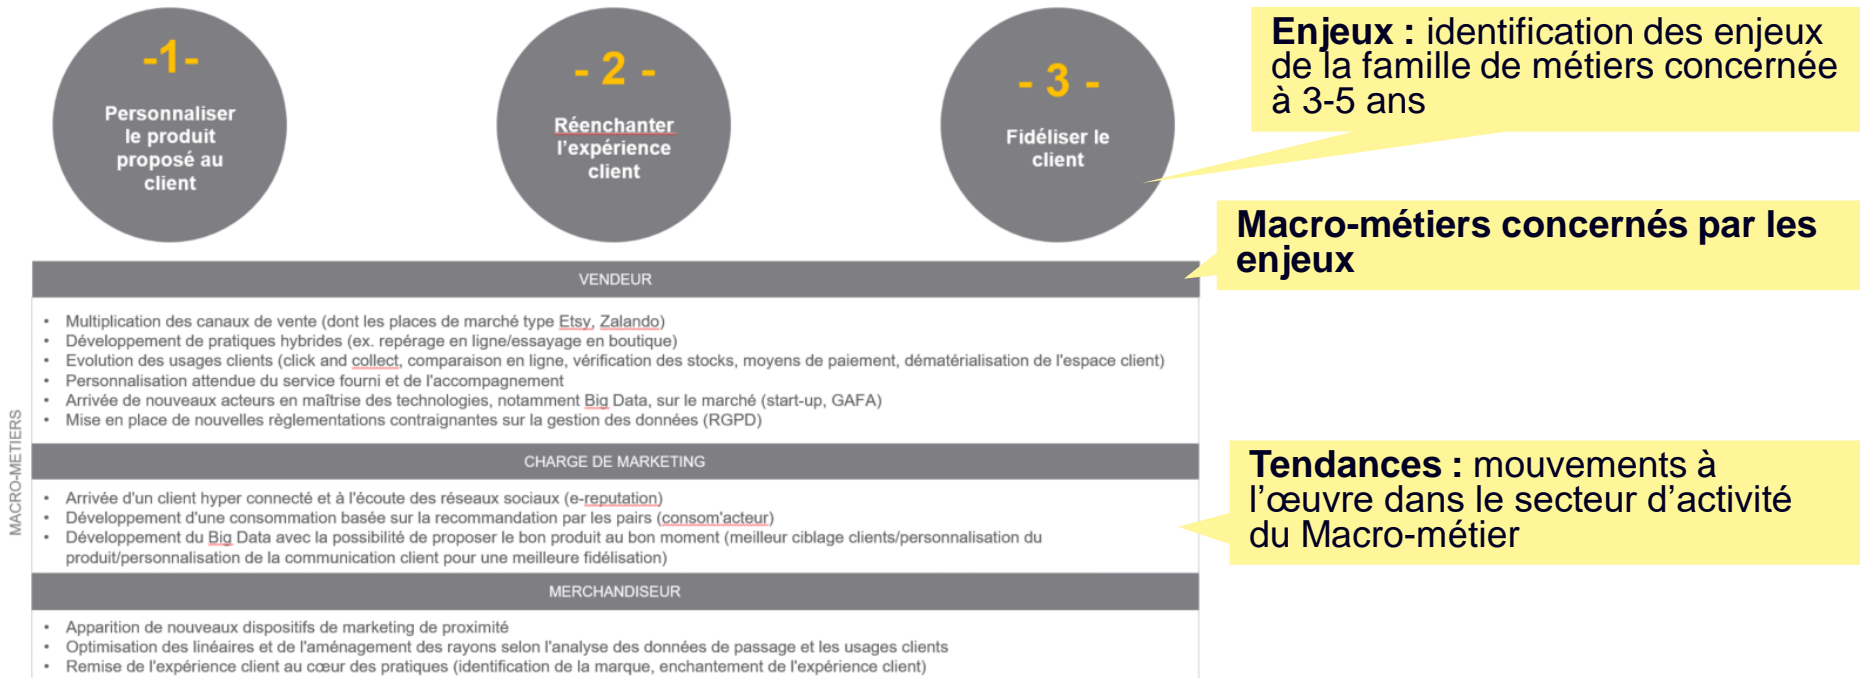 -1-
Personnaliser
le produit
proposé au
client
- 2 -
Réenchanter
l'expérience
client
- 3 -
Fidéliser le
client
Enjeux : identification des enjeux
de la famille de métiers concernée
à 3-5 ans
Macro-métiers concernés par les
enjeux
MACRO-METIERS
VENDEUR
• Multiplication des canaux de vente (dont les places de marché type Etsy, Zalando)
• Développement de pratiques hybrides (ex. repérage en ligne/essayage en boutique)
• Evolution des usages clients (click and collect, comparaison en ligne, vérification des stocks, moyens de paiement, dématérialisation de l'espace client)
• Personnalisation attendue du service fourni et de l'accompagnement
• Arrivée de nouveaux acteurs en maîtrise des technologies, notamment Big Data, sur le marché (start-up, GAFA)
• Mise en place de nouvelles règlementations contraignantes sur la gestion des données (RGPD)
CHARGE DE MARKETING
• Arrivée d'un client hyper connecté et à l'écoute des réseaux sociaux (e-reputation)
• Développement d'une consommation basée sur la recommandation par les pairs (consom'acteur)
• Développement du Big Data avec la possibilité de proposer le bon produit au bon moment (meilleur ciblage clients/personnalisation du
produit/personnalisation de la communication client pour une meilleure fidélisation)
Tendances : mouvements à
l'œuvre dans le secteur d'activité
du Macro-métier
MERCHANDISEUR
• Apparition de nouveaux dispositifs de marketing de proximité
• Optimisation des linéaires et de l'aménagement des rayons selon l'analyse des données de passage et les usages clients
• Remise de l'expérience client au cœur des pratiques (identification de la marque, enchantement de l'expérience client)